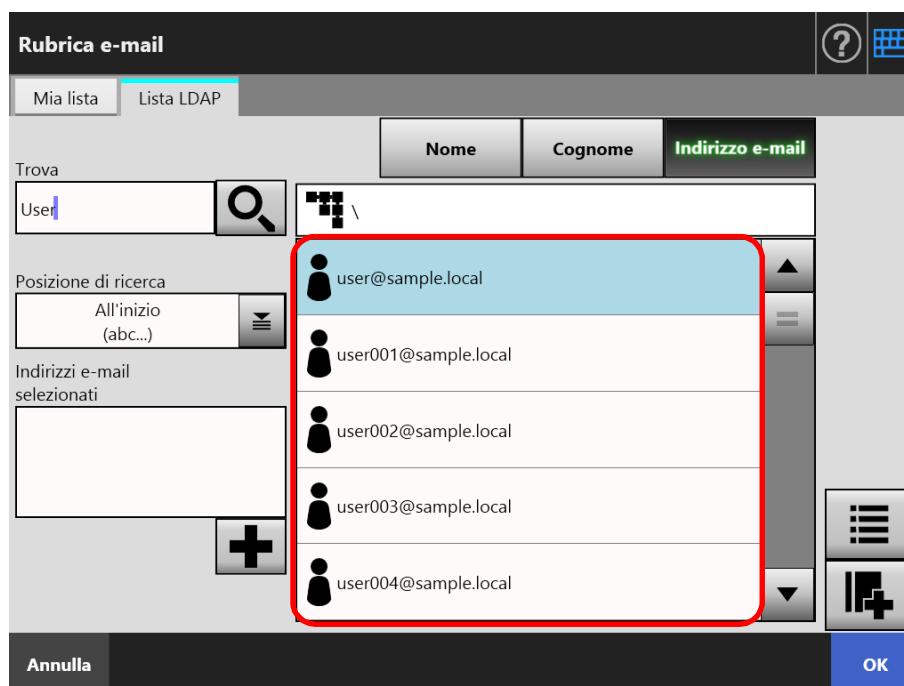 Rubrica e-mail
?
Mia lista
Lista LDAP
Nome
Cognome
Indirizzo e-mail
Trova
User
\
Posizione di ricerca
All'inizio
(abc...)
Indirizzi e-mail
selezionati
user@sample.local
user001@sample.local
user002@sample.local
user003@sample.local
user004@sample.local
Annulla
OK